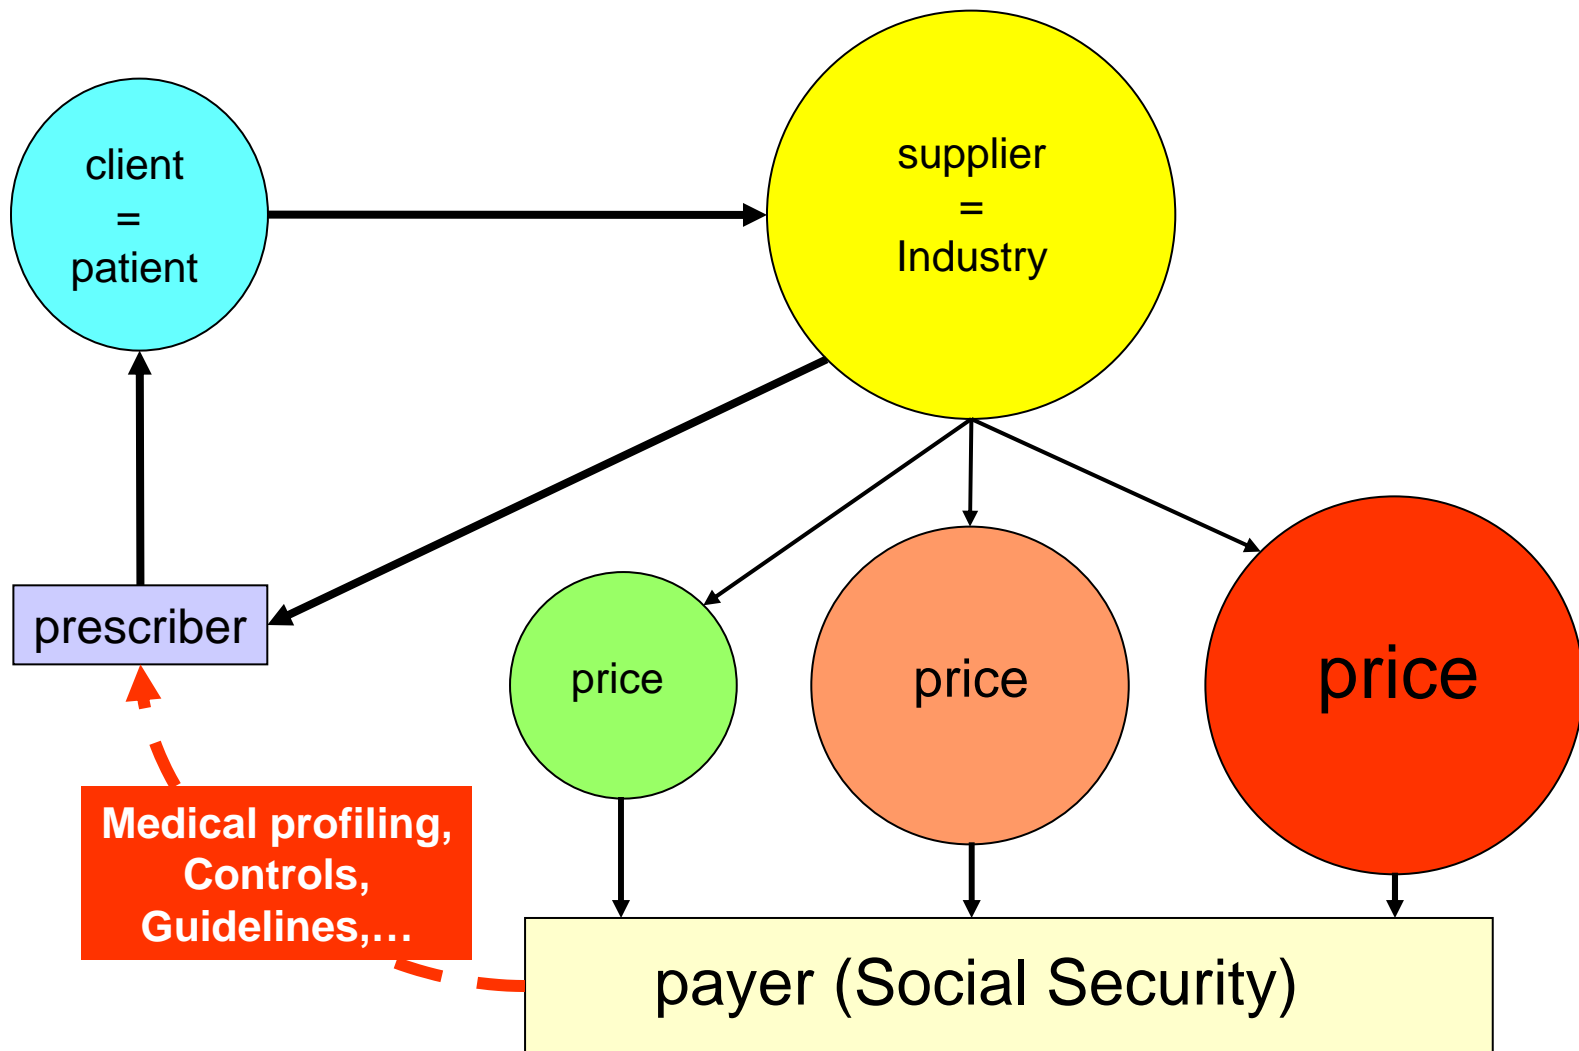 client
=
patient
supplier
=
Industry
prescriber
price
price
price
Medical profiling,
Controls,
Guidelines,…
payer (Social Security)